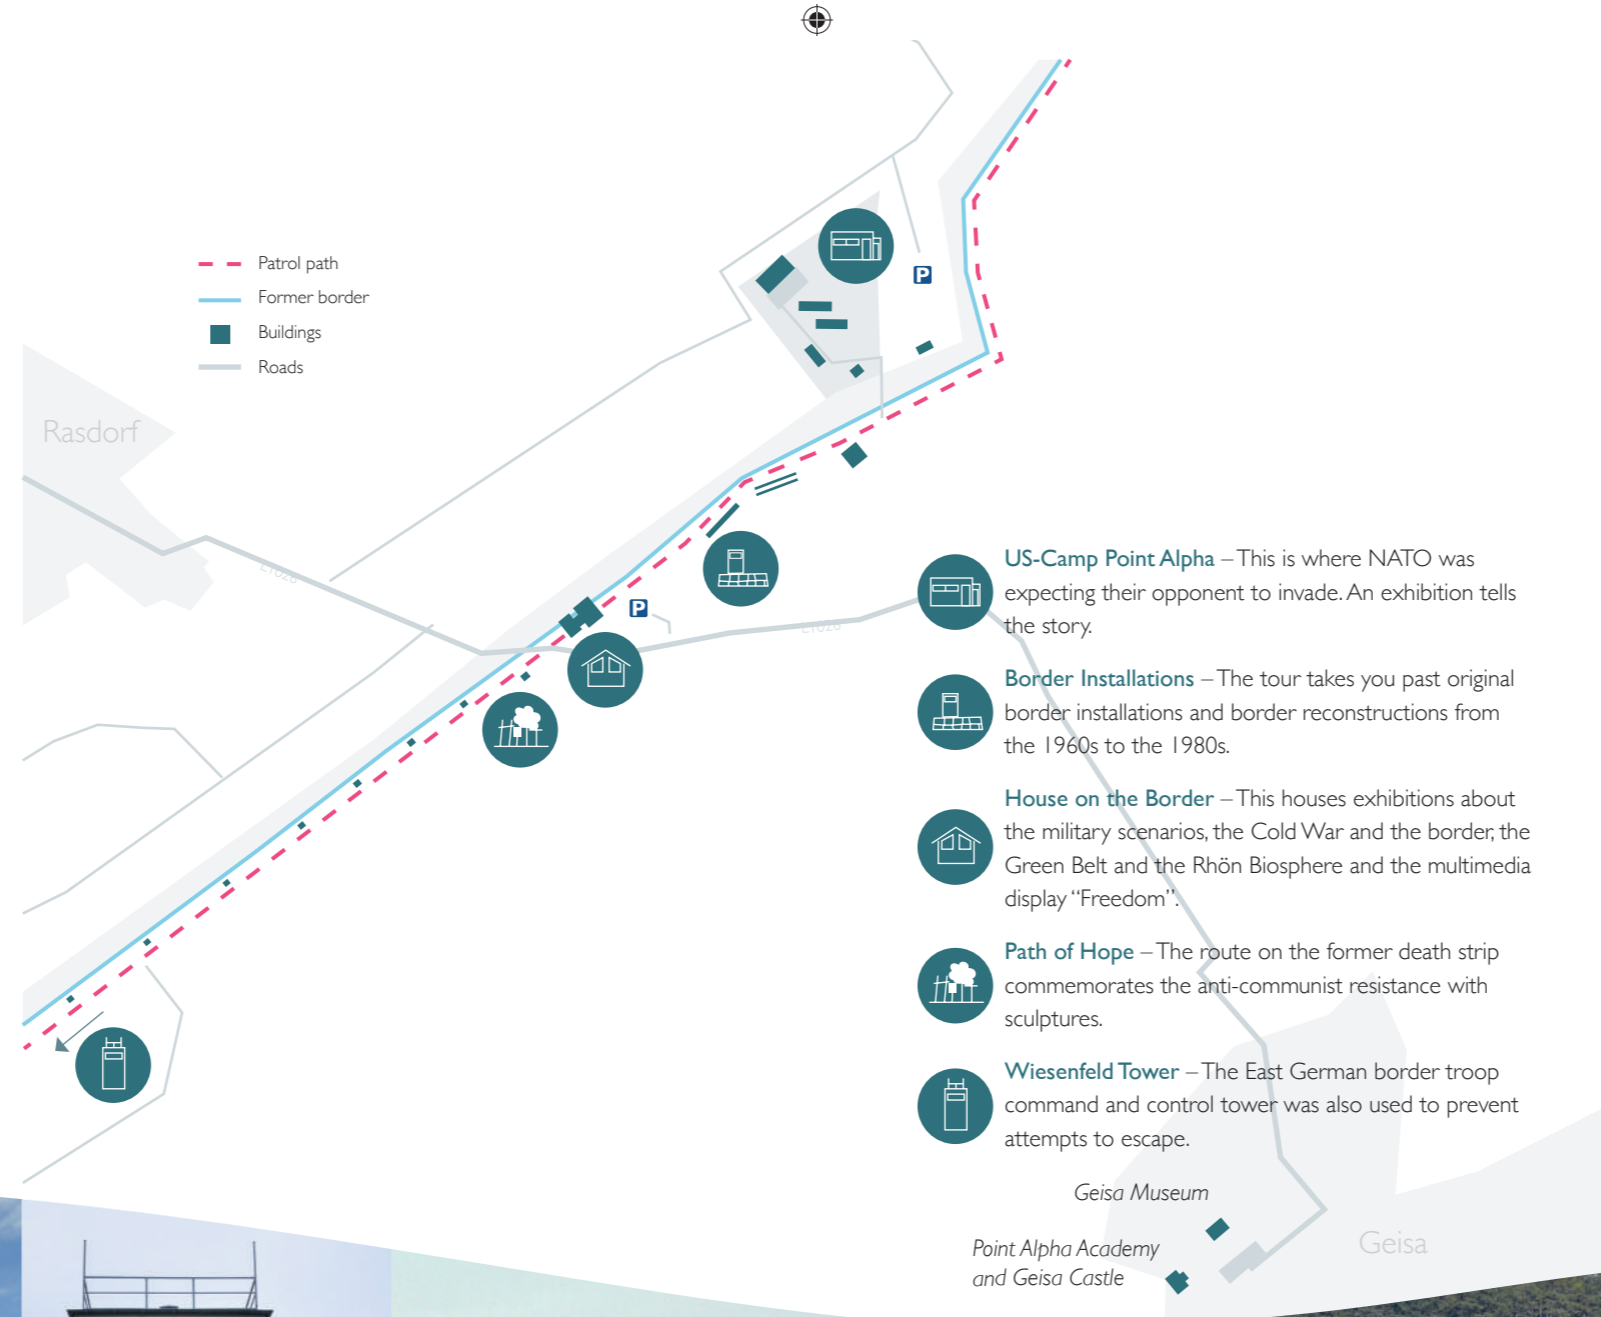 Patrol path
Former border
Buildings
Roads
Rasdorf
P
P
L1026
US-Camp Point Alpha – This is where NATO was
expecting their opponent to invade. An exhibition tells
the story.
Border Installations – The tour takes you past original
border installations and border reconstructions from
the 1960s to the 1980s.
House on the Border – This houses exhibitions about
the military scenarios, the Cold War and the border, the
Green Belt and the Rhön Biosphere and the multimedia
display “Freedom”.
Path of Hope – The route on the former death strip
commemorates the anti-communist resistance with
sculptures.
Wiesenfeld Tower – The East German border troop
command and control tower was also used to prevent
attempts to escape.
Geisa Museum
Point Alpha Academy
and Geisa Castle
Geisa